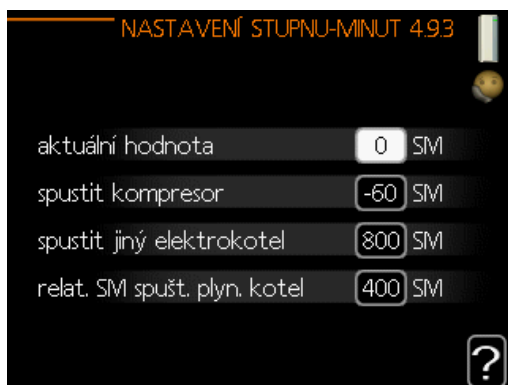 NASTAVENÍ STUPNU-MINUT 4.9.3
aktuální hodnota 0 SM
spustit kompresor -60 SM
spustit jiný elektrokotel 800 SM
relat. SM spušt. plyn. kotel 400 SM
?